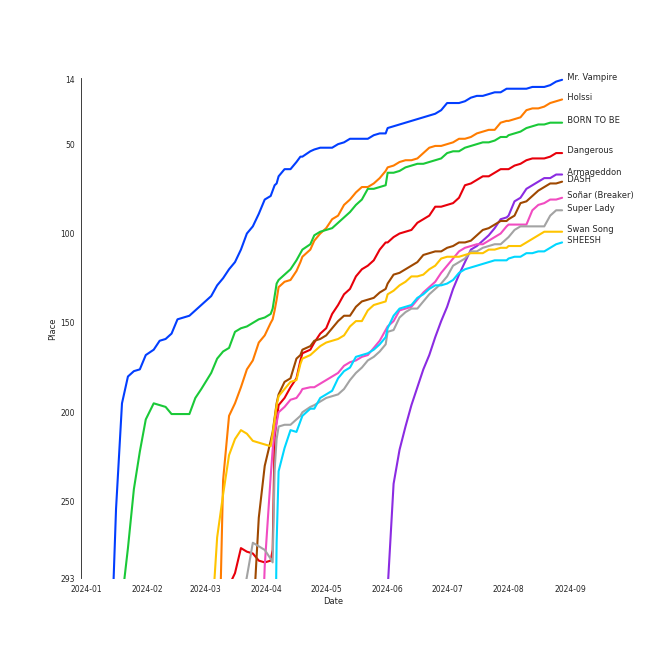 14
50
100
150
200
250
293
Place
2024-01
2024-02
2024-03
2024-04
2024-05
2024-06
2024-07
2024-08
2024-09
Date
Mr. Vampire
Holssi
BORN TO BE
Dangerous
Armageddon
DASH
Soñar (Breaker)
Super Lady
Swan Song
SHEESH